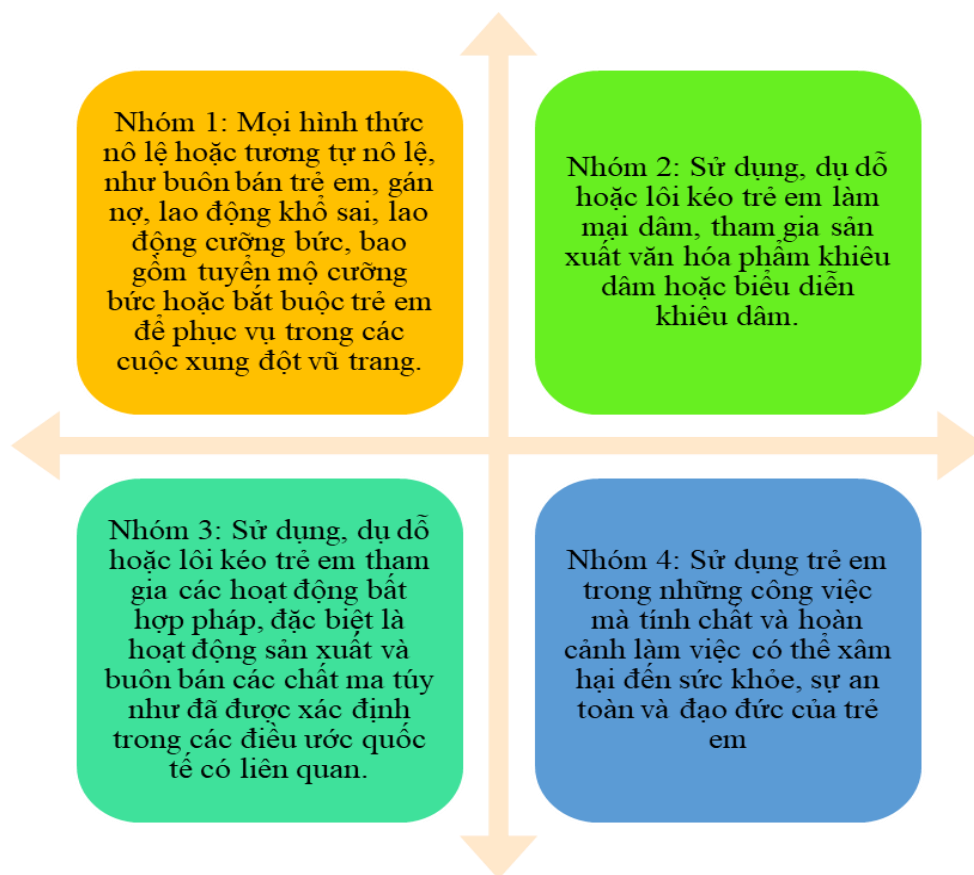 Nhóm 1: Mọi hình thức
nô lệ hoặc tương tự nô lệ,
như buôn bán trẻ em, gán
nợ, lao động khổ sai, lao
động cưỡng bức, bao
gồm tuyển mộ cưỡng
bức hoặc bắt buộc trẻ em
để phục vụ trong các
cuộc xung đột vũ trang.
Nhóm 2: Sử dụng, dụ dỗ
hoặc lôi kéo trẻ em làm
mại dâm, tham gia sản
xuất văn hóa phẩm khiêu
dâm hoặc biểu diễn
khiêu dâm.
Nhóm 3: Sử dụng, dụ dỗ
hoặc lôi kéo trẻ em tham
gia các hoạt động bất
hợp pháp, đặc biệt là
hoạt động sản xuất và
buôn bán các chất ma túy
như đã được xác định
trong các điều ước quốc
tế có liên quan.
Nhóm 4: Sử dụng trẻ em
trong những công việc
mà tính chất và hoàn
cảnh làm việc có thể xâm
hại đến sức khỏe, sự an
toàn và đạo đức của trẻ
em